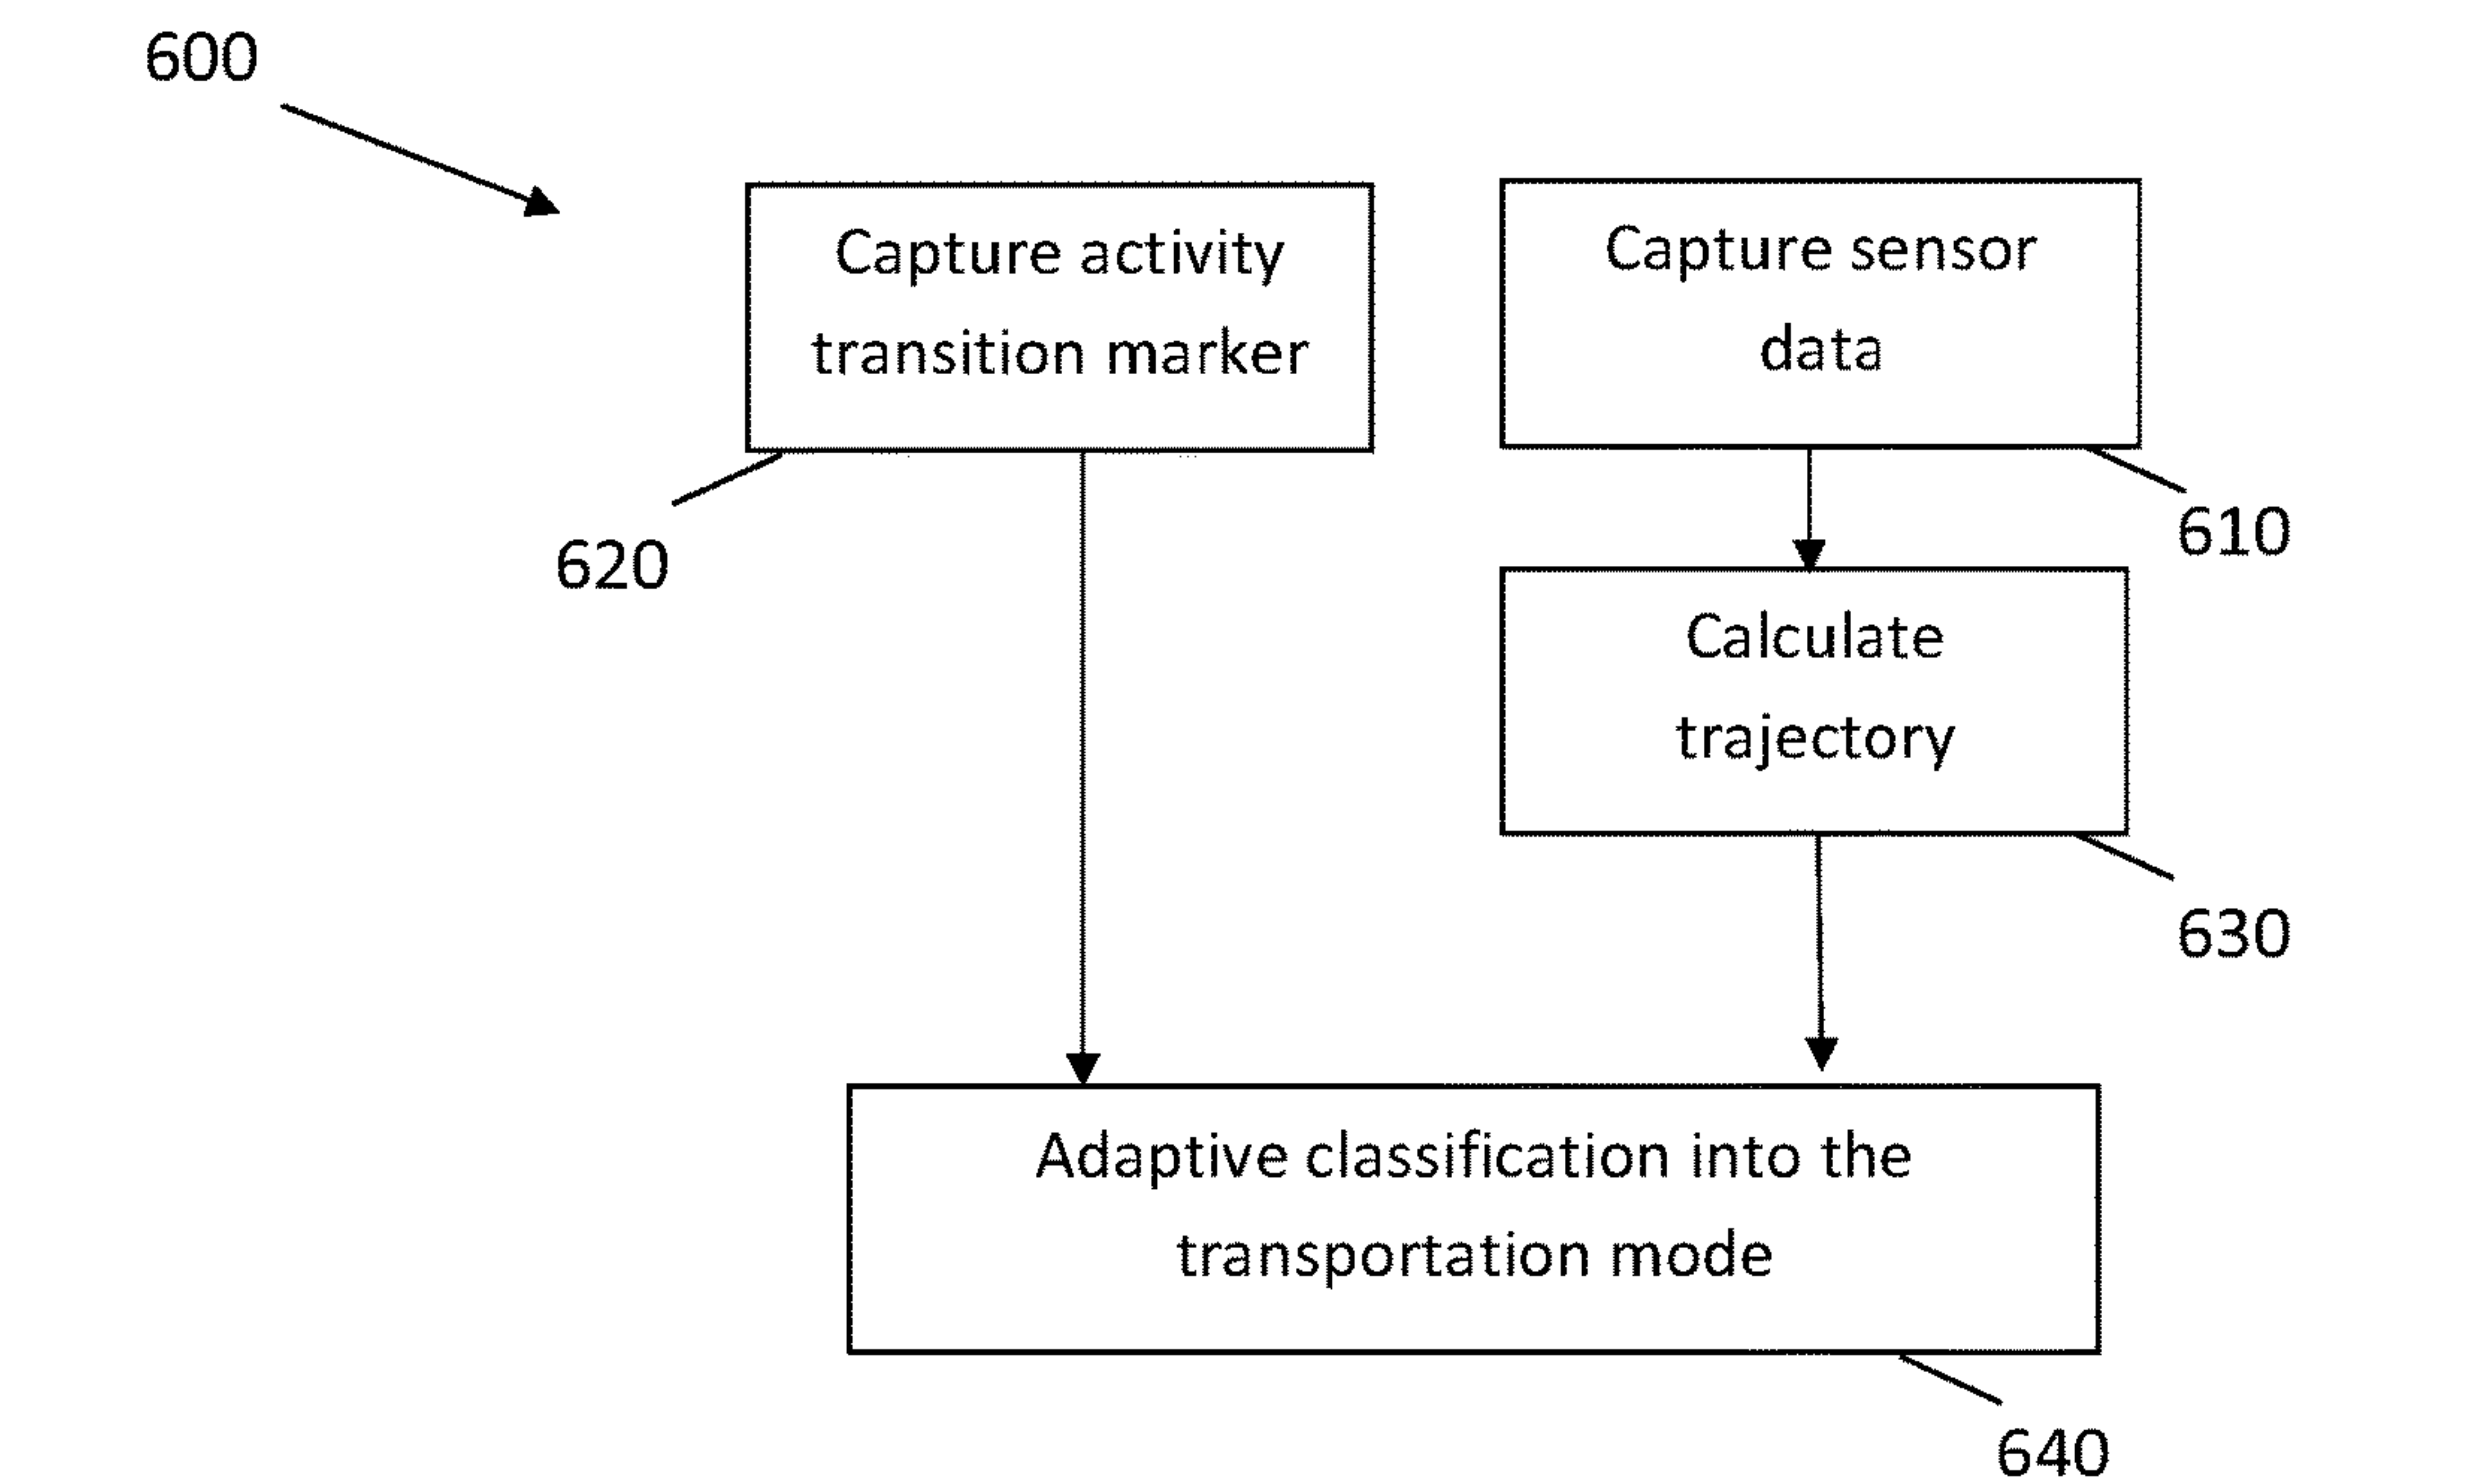 600
Capture activity
transition marker
Capture sensor
data
620
610
Calculate
trajectory
630
Adaptive classification into the
transportation mode
640